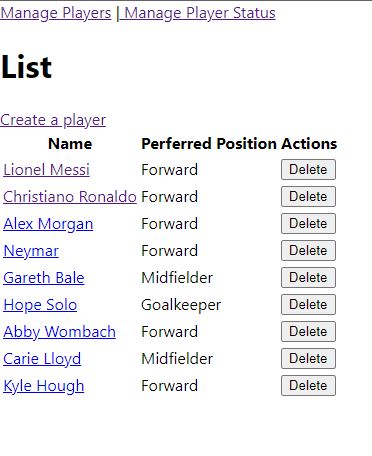 Manage Players | Manage Player Status
List
Create a player
Name Perferred Position Actions
Lionel Messi Forward Delete
Christiano Ronaldo Forward Delete
Alex Morgan Forward Delete
Neymar Forward Delete
Gareth Bale Midfielder Delete
Hope Solo Goalkeeper Delete
Abby Wombach Forward Delete
Carie Lloyd Midfielder Delete
Kyle Hough Forward Delete